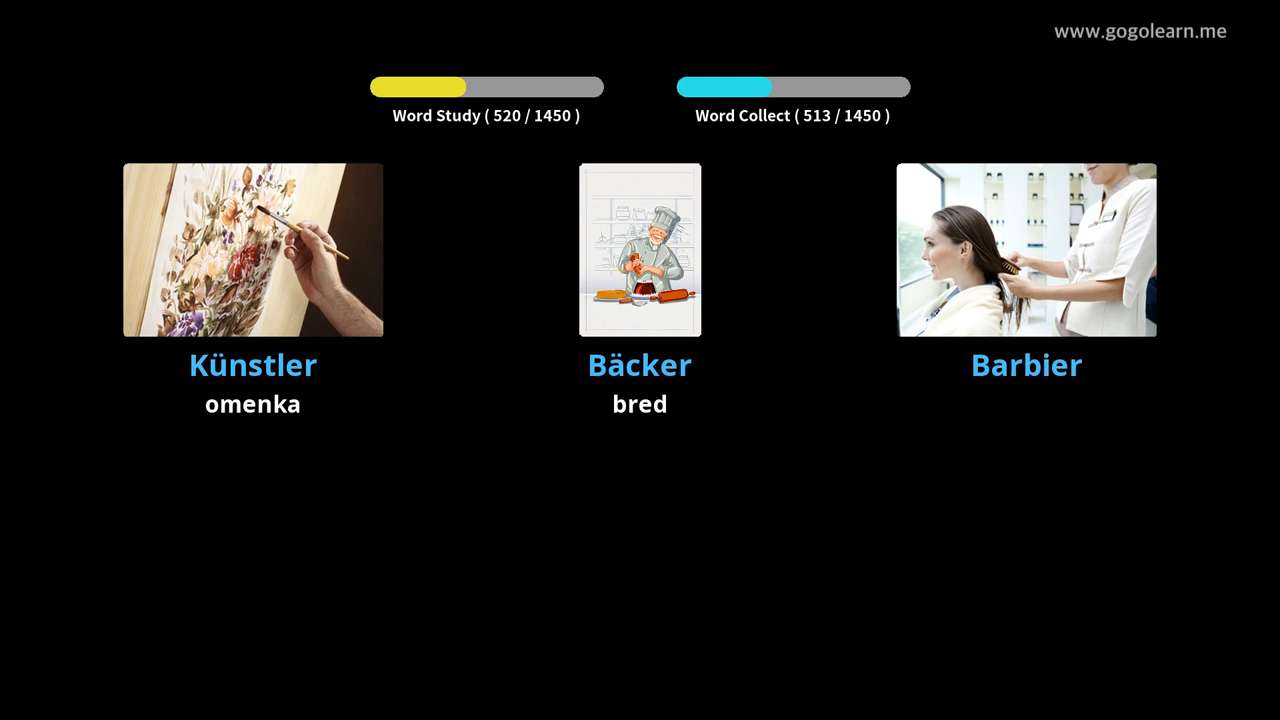 www.gogolearn.me
Word Study ( 520 / 1450 )
Word Collect ( 513 / 1450 )
Künstler
Bäcker
Barbier
omenka
bred